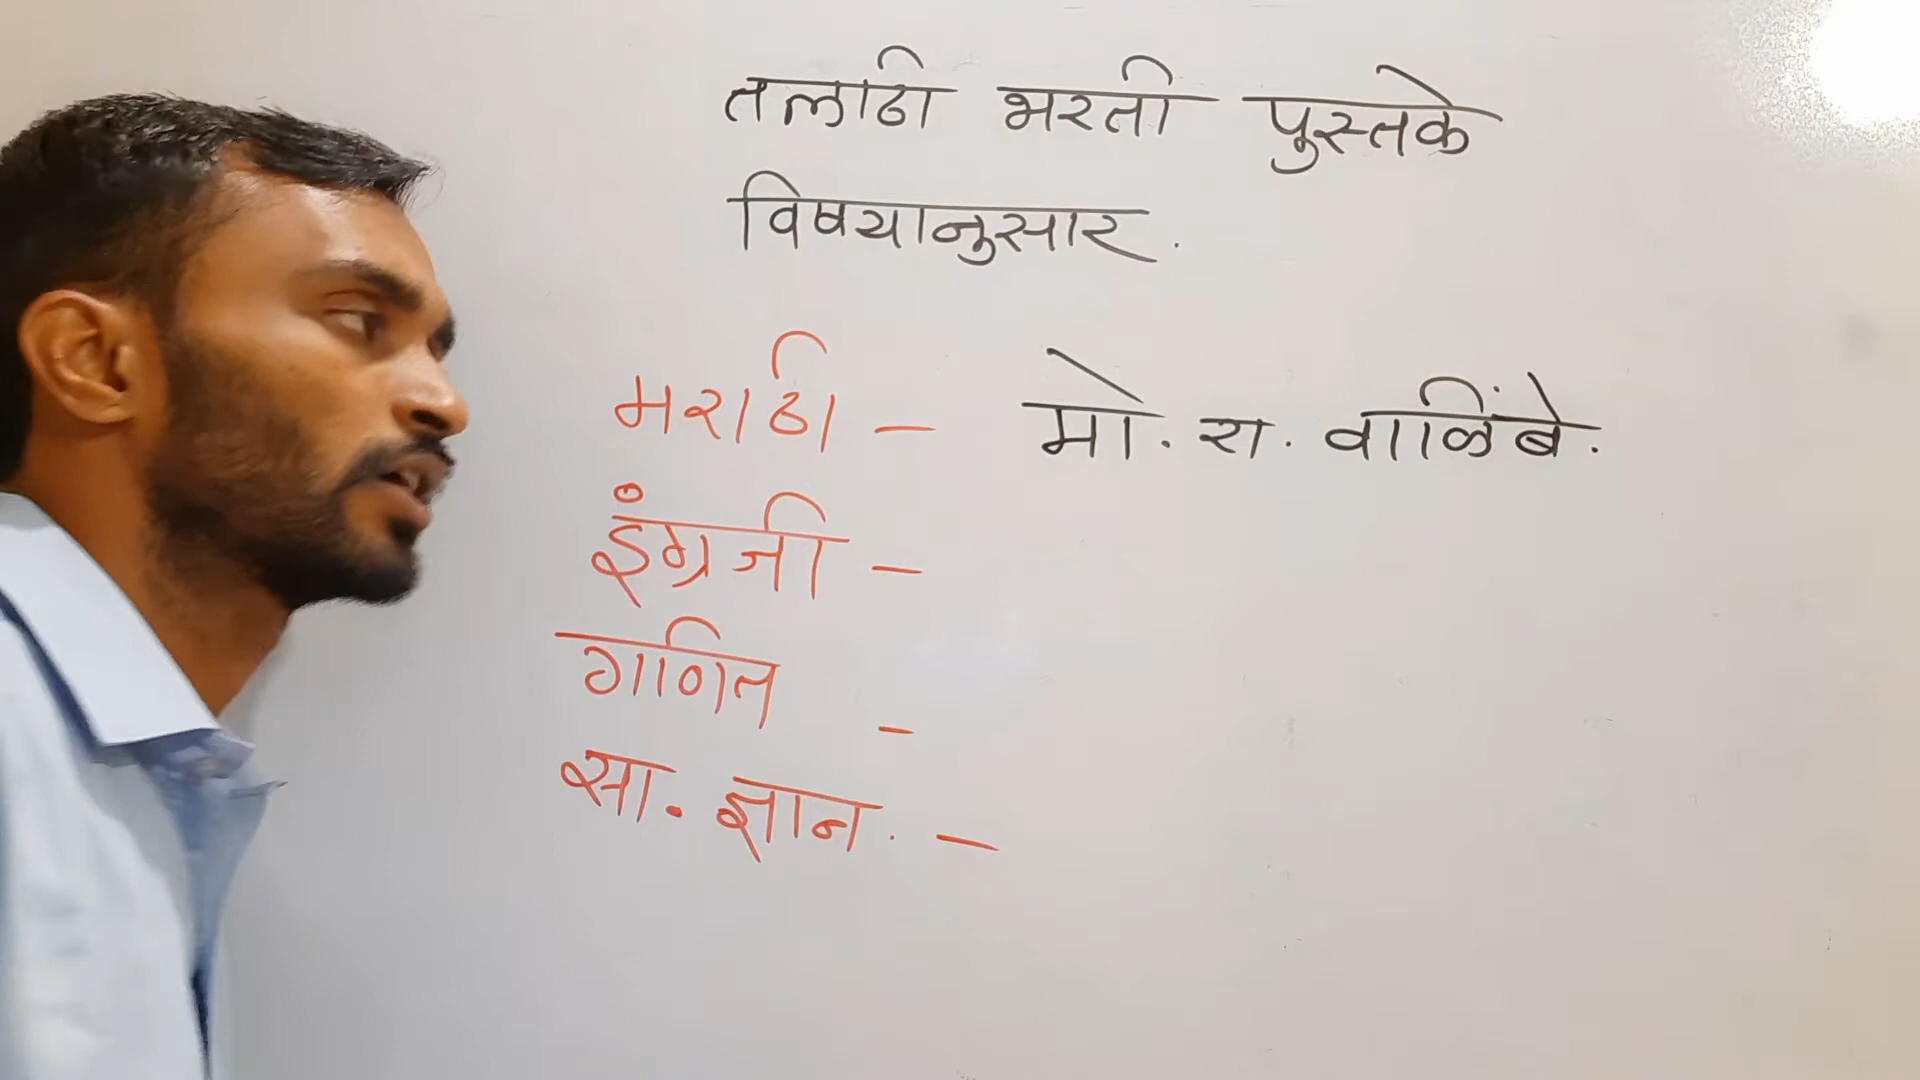 तलाठी भरती पुस्तके
विषयानुसार.
मराठी - मो. रा. वाळिंबे.
इंग्रजी -
गणित -
सा. ज्ञान. -